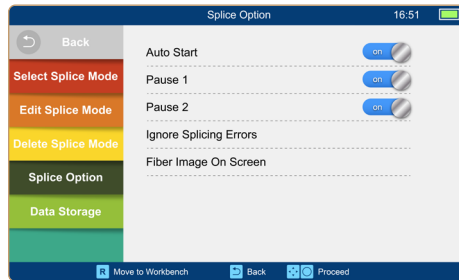 Splice Option
16:51
Back
Select Splice Mode
Edit Splice Mode
Delete Splice Mode
Splice Option
Data Storage
Auto Start
on
Pause 1
on
Pause 2
on
Ignore Splicing Errors
Fiber Image On Screen
R Move to Workbench
Back
Proceed